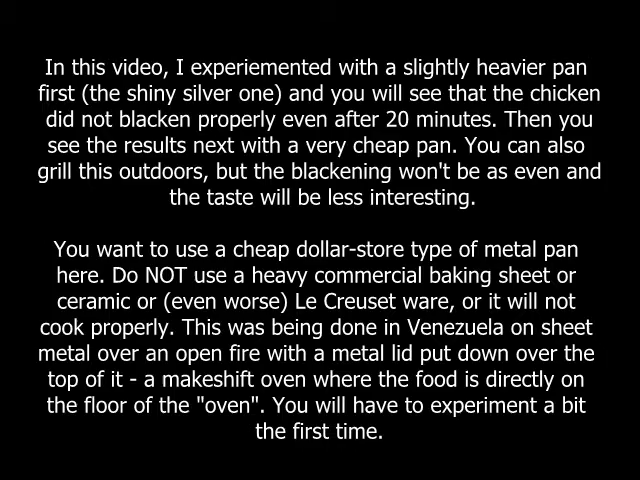 In this video, I experiemented with a slightly heavier pan
first (the shiny silver one) and you will see that the chicken
did not blacken properly even after 20 minutes. Then you
see the results next with a very cheap pan. You can also
grill this outdoors, but the blackening won't be as even and
the taste will be less interesting.
You want to use a cheap dollar-store type of metal pan
here. Do NOT use a heavy commercial baking sheet or
ceramic or (even worse) Le Creuset ware, or it will not
cook properly. This was being done in Venezuela on sheet
metal over an open fire with a metal lid put down over the
top of it - a makeshift oven where the food is directly on
the floor of the "oven". You will have to experiment a bit
the first time.